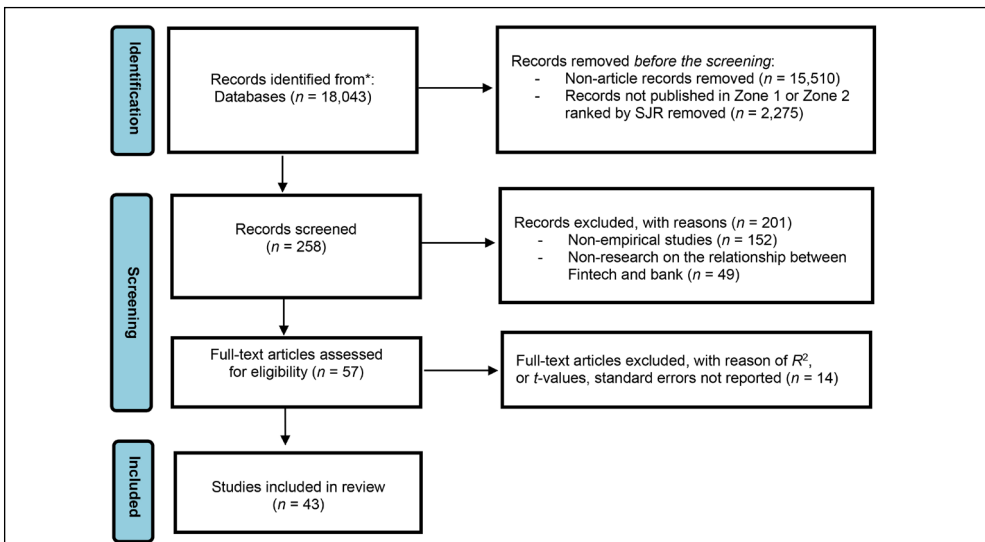 Identification
Records identified from*:
Databases (n = 18,043)
Records removed before the screening:
- Non-article records removed (n = 15,510)
- Records not published in Zone 1 or Zone 2
ranked by SJR removed (n = 2,275)
Screening
Records screened
(n = 258)
Records excluded, with reasons (n = 201)
- Non-empirical studies (n = 152)
- Non-research on the relationship between
Fintech and bank (n = 49)
Full-text articles assessed
for eligibility (n = 57)
Full-text articles excluded, with reason of R²,
or t-values, standard errors not reported (n = 14)
Included
Studies included in review
(n = 43)